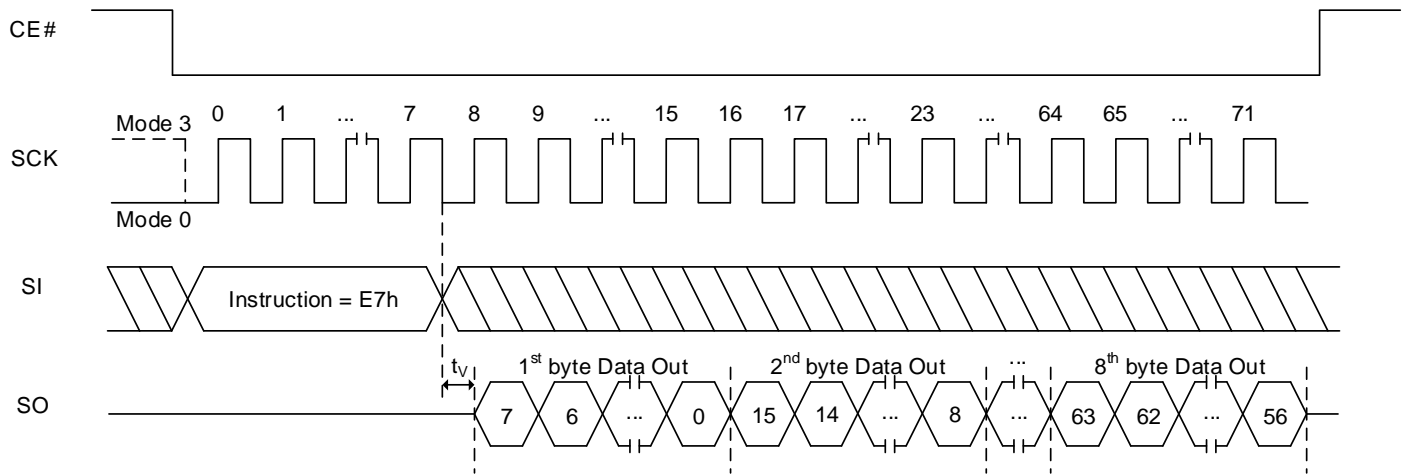 CE#
0 1 ... 7 8 9 ... 15 16 17 ... 23 ... 64 65 ... 71
Mode 3
SCK
Mode 0
SI
Instruction = E7h
tV 1st byte Data Out 2nd byte Data Out ... 8th byte Data Out
SO
7 6 ... 0 15 14 ... 8 ... 63 62 ... 56